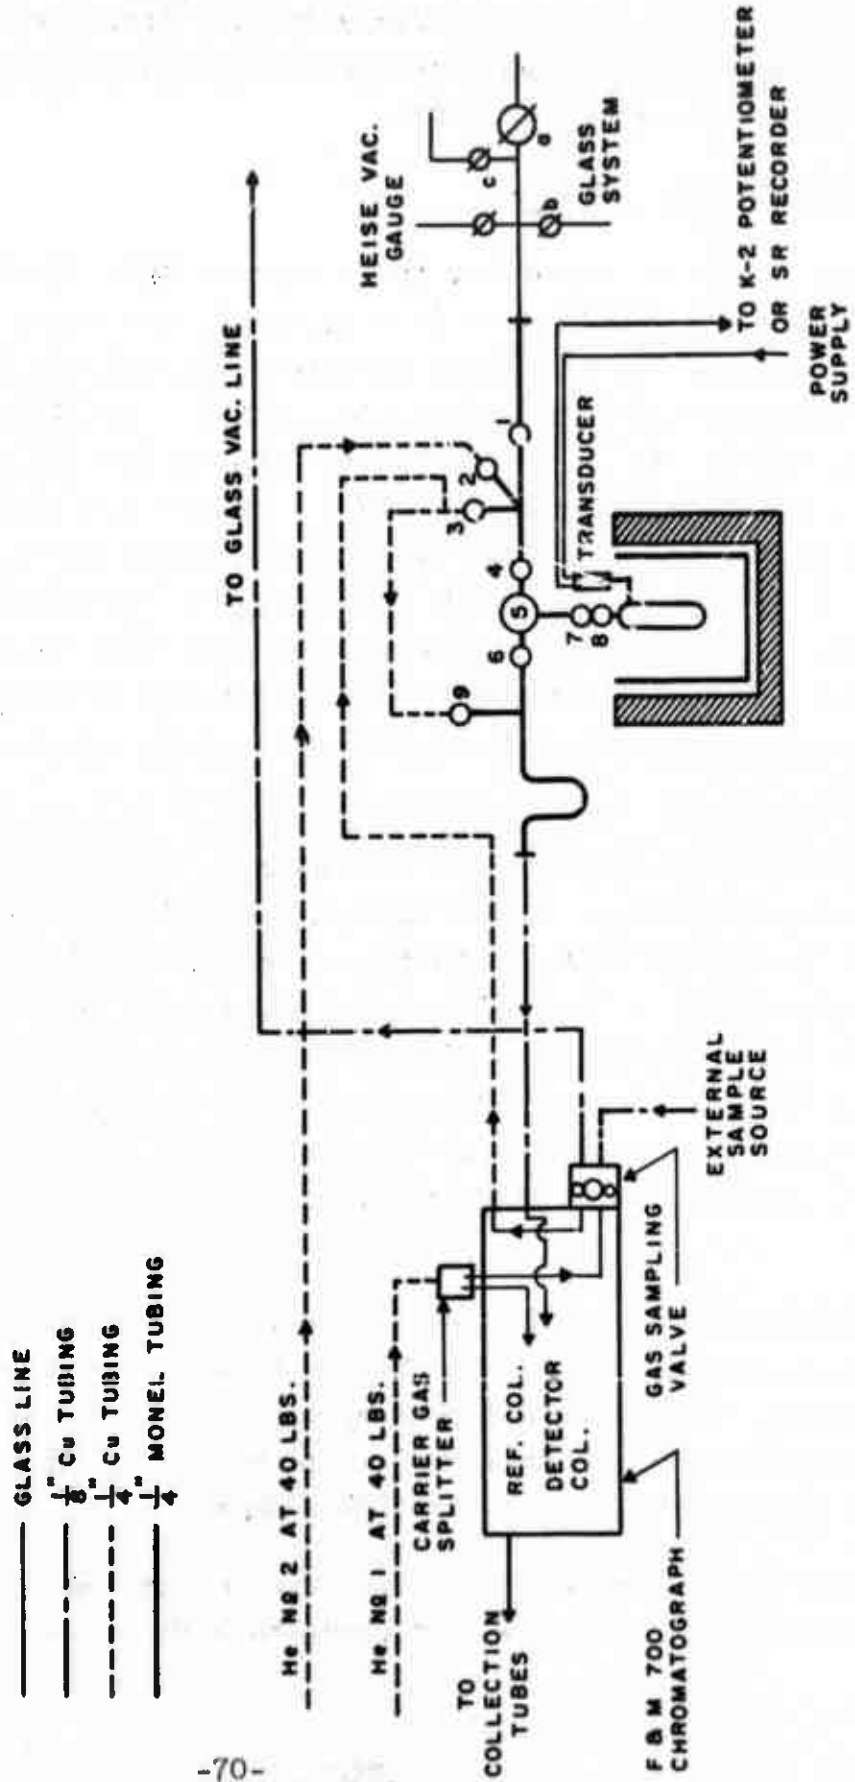 GLASS LINE
1/8" Cu TUBING
1/4" Cu TUBING
1/4" MONEL TUBING
TO GLASS VAC. LINE
He No 2 AT 40 LBS.
He No 1 AT 40 LBS.
CARRIER GAS
SPLITTER
REF. COL.
DETECTOR
COL.
TO
COLLECTION
TUBES
F & M 700
CHROMATOGRAPH
GAS SAMPLING
VALVE
EXTERNAL
SAMPLE
SOURCE
9
6
5
4
3
2
1
7
8
TRANSDUCER
HEISE VAC.
GAUGE
c
b
a
GLASS
SYSTEM
TO K-2 POTENTIOMETER
OR SR RECORDER
POWER
SUPPLY
-70-